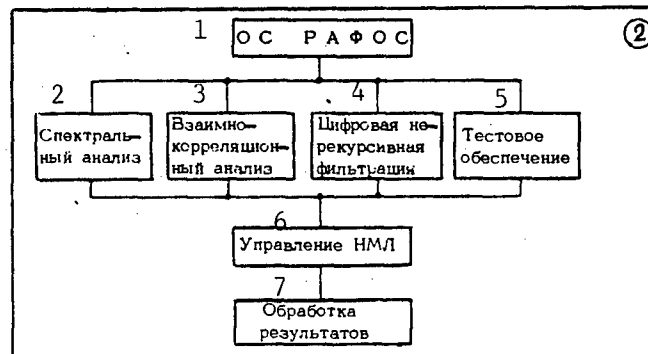 1
ОС РАФОС
②
2
3
4
5
Спектраль-
ный анализ
Взаимно-
корреляцион-
ный анализ
Цифровая не-
рекурсивная
фильтрация
Тестовое
обеспечение
6
Управление НМЛ
7
Обработка
результатов